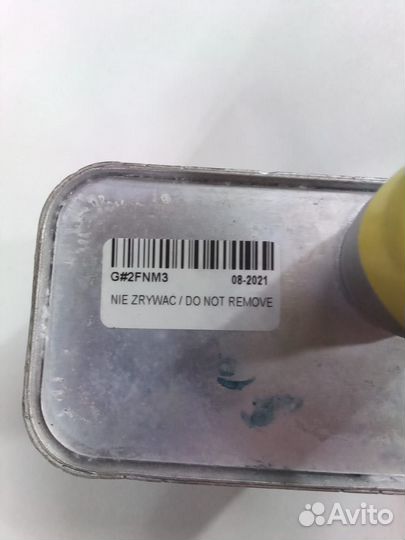 G#2FNM3 08-2021
NIE ZRYWAC / DO NOT REMOVE
Avito